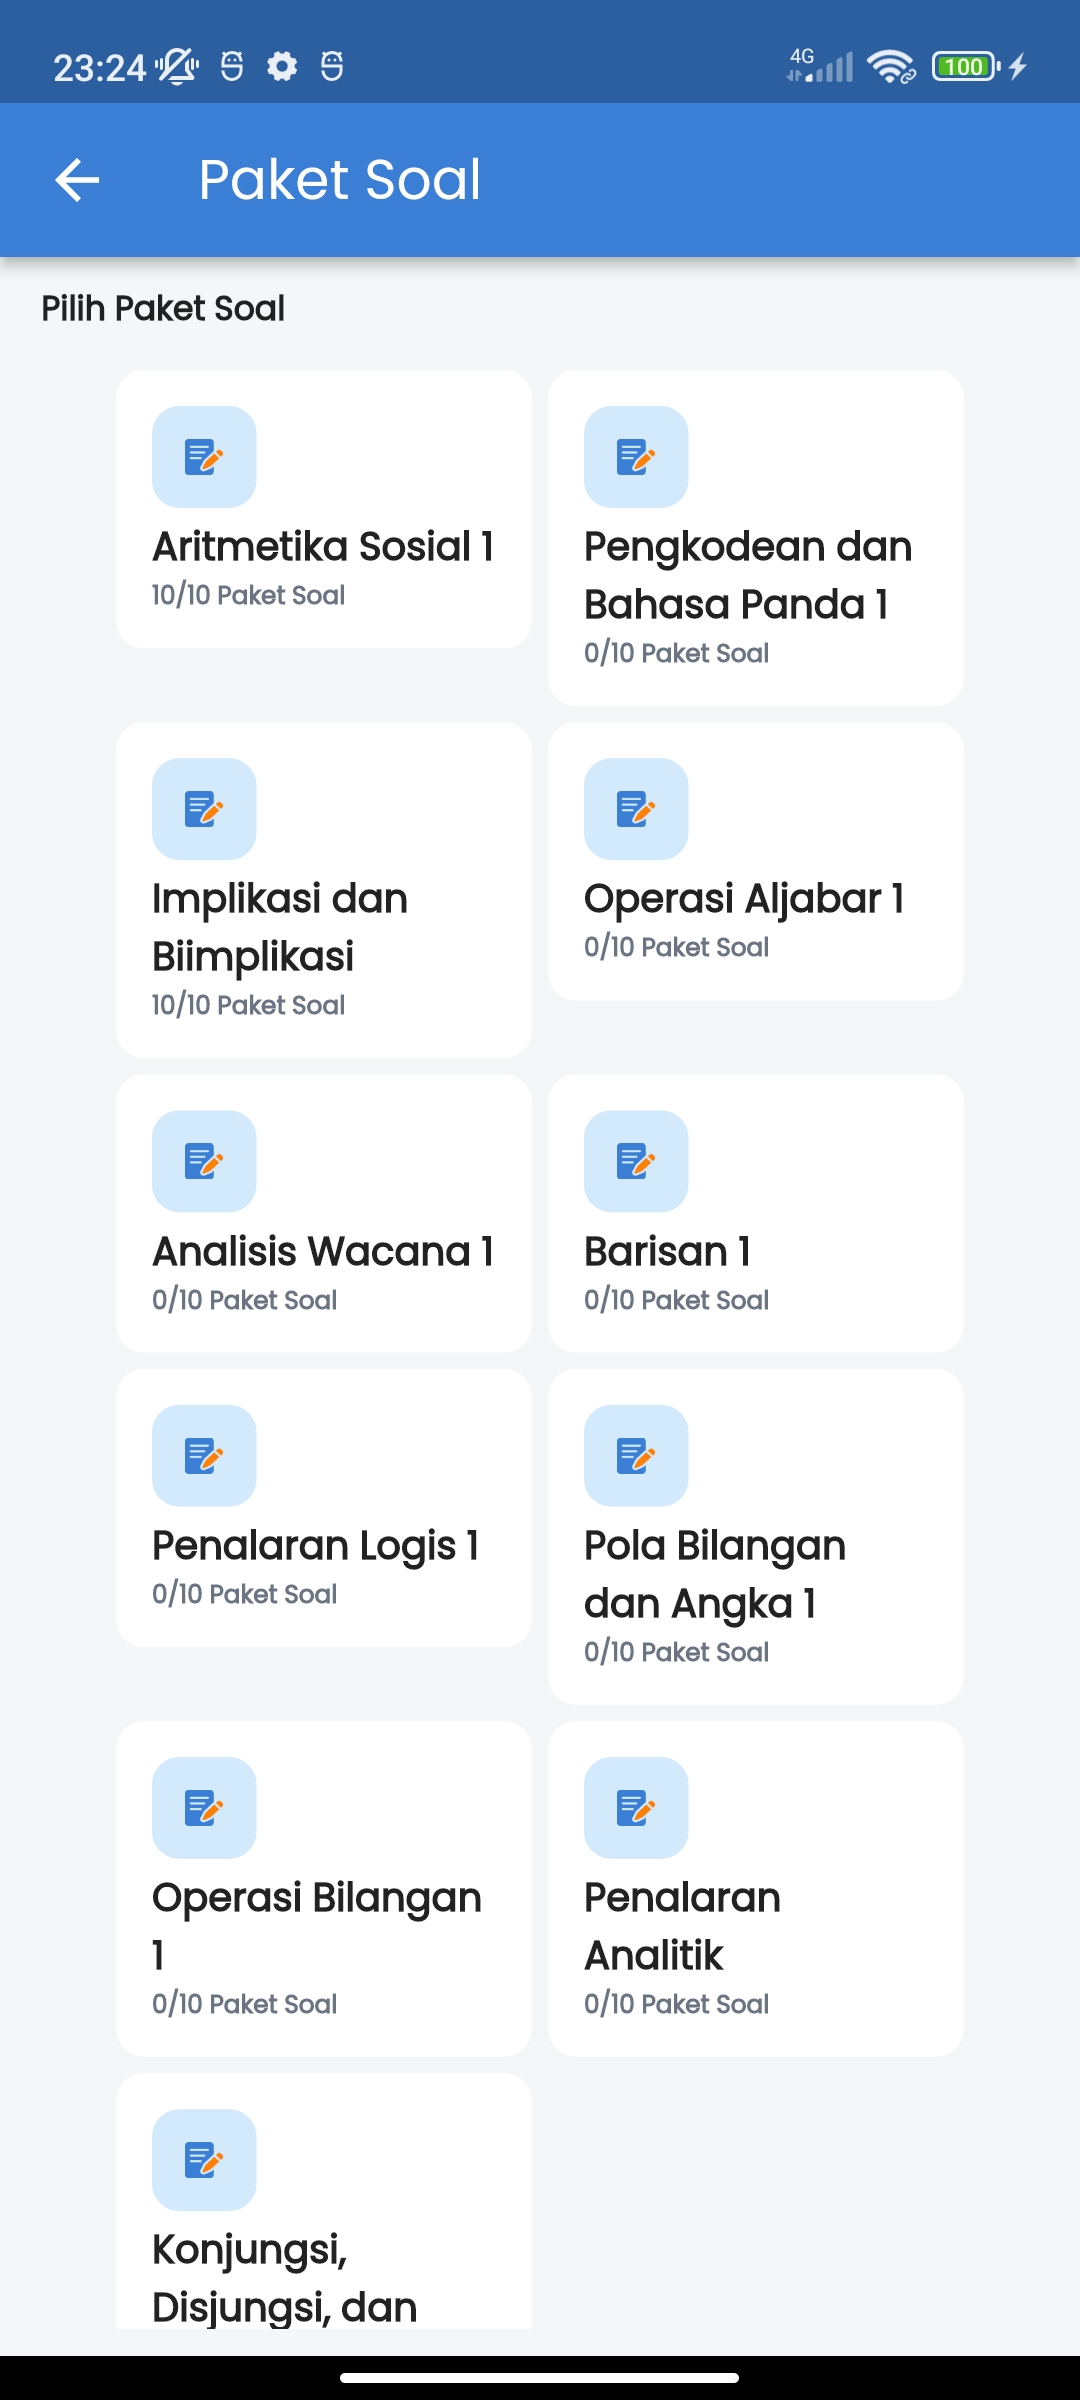 23:24
4G
100
Paket Soal
Pilih Paket Soal
Aritmetika Sosial 1
10/10 Paket Soal
Pengkodean dan
Bahasa Panda 1
0/10 Paket Soal
Implikasi dan
Biimplikasi
10/10 Paket Soal
Operasi Aljabar 1
0/10 Paket Soal
Analisis Wacana 1
0/10 Paket Soal
Barisan 1
0/10 Paket Soal
Penalaran Logis 1
0/10 Paket Soal
Pola Bilangan
dan Angka 1
0/10 Paket Soal
Operasi Bilangan
1
0/10 Paket Soal
Penalaran
Analitik
0/10 Paket Soal
Konjungsi,
Disjungsi, dan